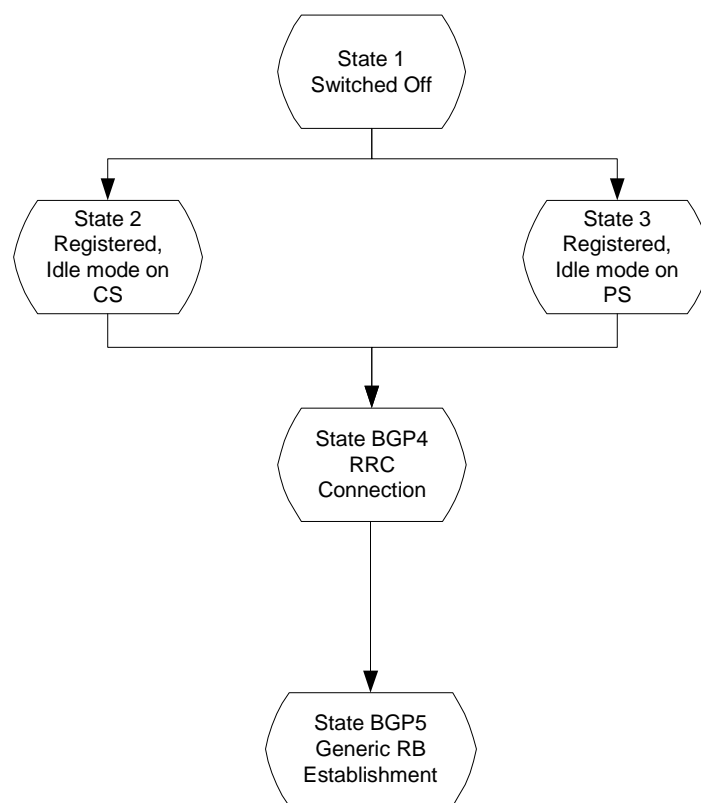 State 1
Switched Off
State 2
Registered,
Idle mode on
CS
State 3
Registered,
Idle mode on
PS
State BGP4
RRC
Connection
State BGP5
Generic RB
Establishment